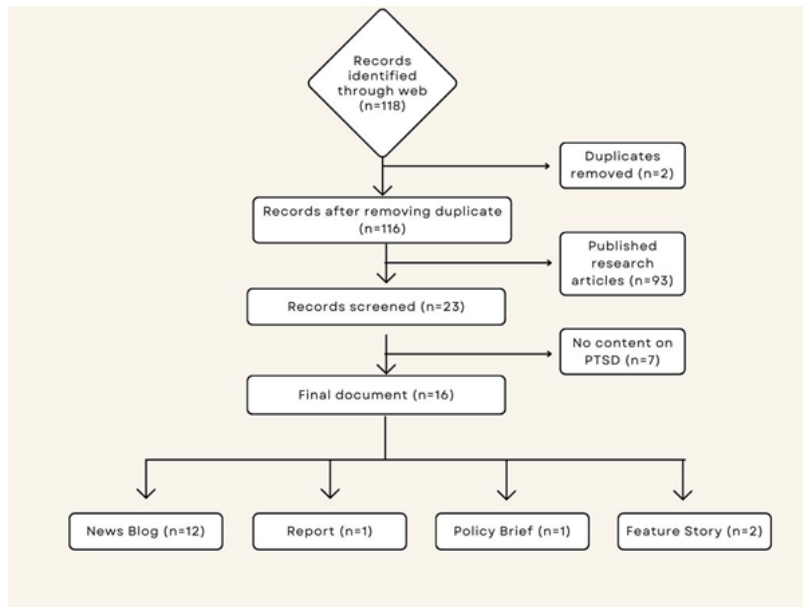 Records
identified
through web
(n=118)
Duplicates
removed (n=2)
Records after removing duplicate
(n=116)
Published
research
articles (n=93)
Records screened (n=23)
No content on
PTSD (n=7)
Final document (n=16)
News Blog (n=12)
Report (n=1)
Policy Brief (n=1)
Feature Story (n=2)